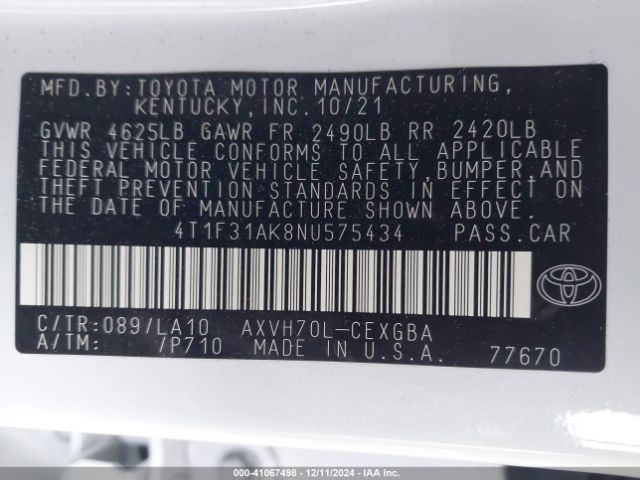 MFD.BY:TOYOTA MOTOR MANUFACTURING,
KENTUCKY,INC.10/21
GVWR 4625LB GAWR FR 2490LB RR 2420LB
THIS VEHICLE CONFORMS TO ALL APPLICABLE
FEDERAL MOTOR VEHICLE SAFETY,BUMPER,AND
THEFT PREVENTION STANDARDS IN EFFECT ON
THE DATE OF MANUFACTURE SHOWN ABOVE.
4T1F31AK8NU575434 PASS.CAR
C/TR:089/LA10 AXVH70L-CEXGBA
A/TM: /P710 MADE IN U.S.A. 77670
000-41067498 - 12/11/2024 - IAAI.COM